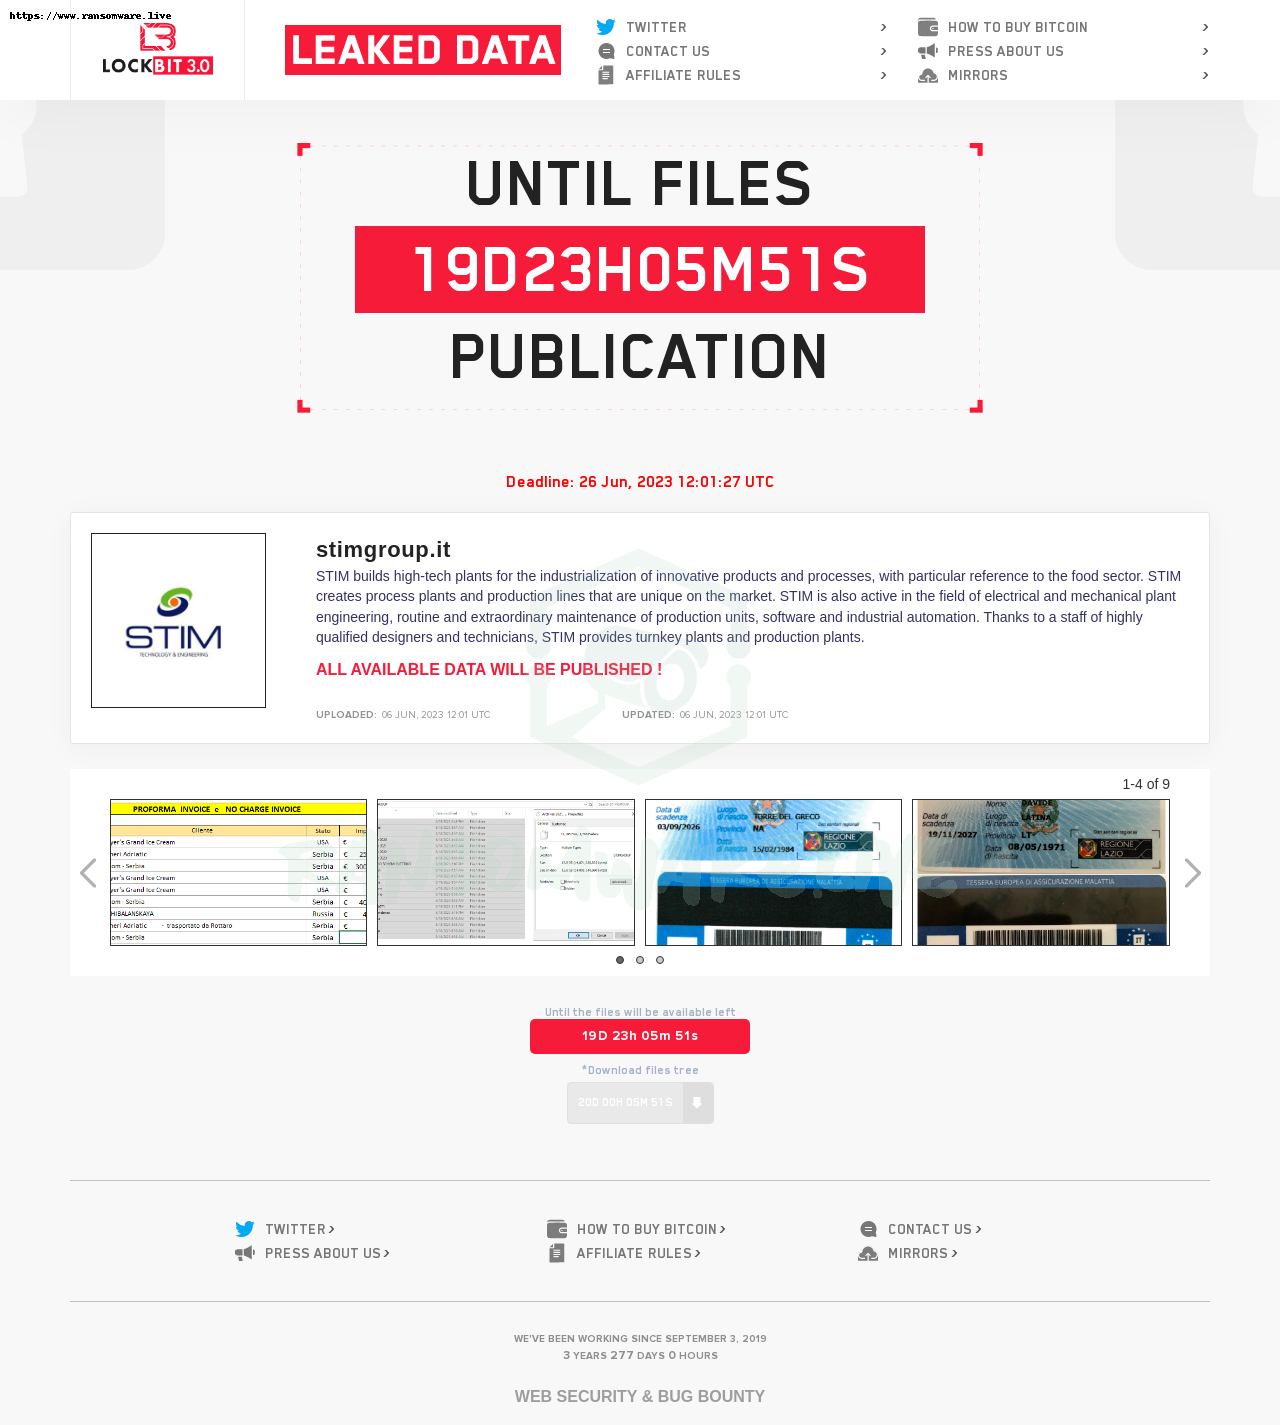 https://www.ransomware.live
LOCKBIT 3.0
LEAKED DATA
TWITTER
CONTACT US
AFFILIATE RULES
HOW TO BUY BITCOIN
PRESS ABOUT US
MIRRORS
UNTIL FILES
19D23H05M51S
PUBLICATION
Deadline: 26 Jun, 2023 12:01:27 UTC
STIM
TECHNOLOGY & ENGINEERING
stimgroup.it
STIM builds high-tech plants for the industrialization of innovative products and processes, with particular reference to the food sector. STIM
creates process plants and production lines that are unique on the market. STIM is also active in the field of electrical and mechanical plant
engineering, routine and extraordinary maintenance of production units, software and industrial automation. Thanks to a staff of highly
qualified designers and technicians, STIM provides turnkey plants and production plants.
ALL AVAILABLE DATA WILL BE PUBLISHED !
UPLOADED: 06 JUN, 2023 12:01 UTC
UPDATED: 06 JUN, 2023 12:01 UTC
1-4 of 9
PROFORMA INVOICE e NO CHARGE INVOICE
Cliente Stato Imp
yer's Grand Ice Cream USA €
neri Adriatic Serbia € 25
om - Serbia Serbia € 300
yer's Grand Ice Cream USA €
yer's Grand Ice Cream USA €
om - Serbia Serbia € 40
HIBALANSKAYA Russia € 4
neri Adriatic - trasportato da Rottaro Serbia €
om - Serbia Serbia
Properties
Data di scadenza
03/09/2026
Luogo di nascita
TORRE DEL GRECO
Provincia
NA
Data di nascita
15/02/1984
REGIONE
LAZIO
TESSERA EUROPEA DI ASSICURAZIONE MALATTIA
Nome
DAVIDE
Data di scadenza
19/11/2027
Luogo di nascita
LATINA
Provincia
LT
Data di nascita
08/05/1971
REGIONE
LAZIO
TESSERA EUROPEA DI ASSICURAZIONE MALATTIA
IT
Until the files will be available left
19D 23h 05m 51s
*Download files tree
20D 00H 05M 51S
TWITTER
HOW TO BUY BITCOIN
CONTACT US
PRESS ABOUT US
AFFILIATE RULES
MIRRORS
WE'VE BEEN WORKING SINCE SEPTEMBER 3, 2019
3 YEARS 277 DAYS 0 HOURS
WEB SECURITY & BUG BOUNTY